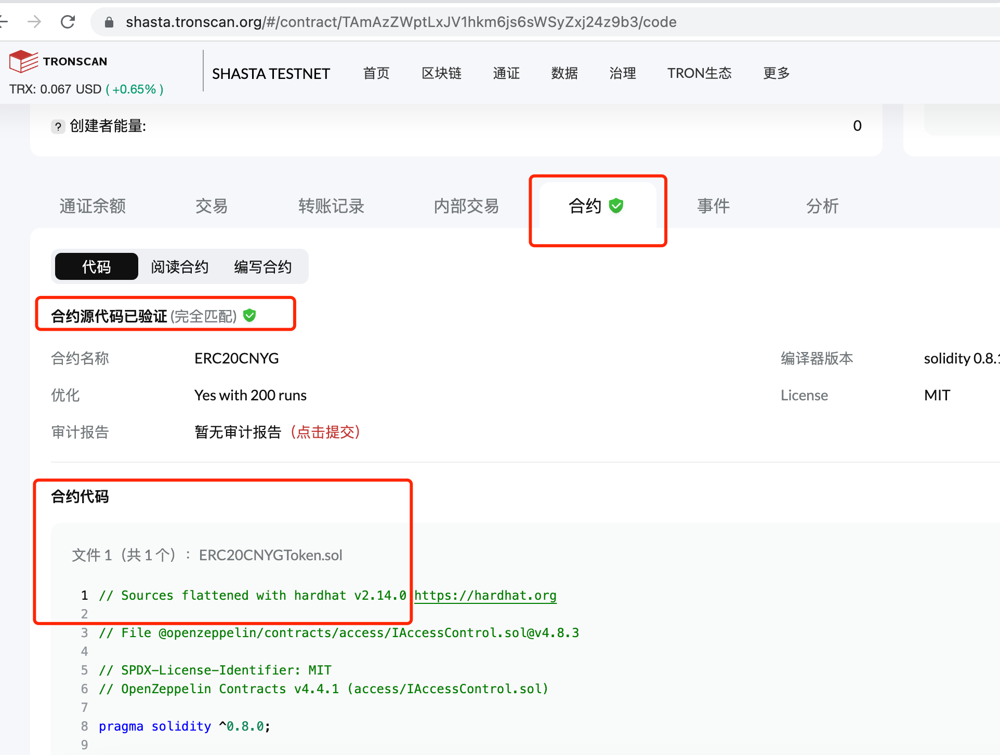 shasta.tronscan.org/#/contract/TAmAzZWptLxJV1hkm6js6sWSyZxj24z9b3/code
TRONSCAN
TRX: 0.067 USD ( +0.65% )
SHASTA TESTNET 首页 区块链 通证 数据 治理 TRON生态 更多
? 创建者能量: 0
通证余额 交易 转账记录 内部交易 合约 事件 分析
代码 阅读合约 编写合约
合约源代码已验证 (完全匹配)
合约名称 ERC20CNYG 编译器版本 solidity 0.8.1
优化 Yes with 200 runs License MIT
审计报告 暂无审计报告（点击提交）
合约代码
文件 1（共 1 个）： ERC20CNYGToken.sol
1 // Sources flattened with hardhat v2.14.0 https://hardhat.org
2
3 // File @openzeppelin/contracts/access/IAccessControl.sol@v4.8.3
4
5 // SPDX-License-Identifier: MIT
6 // OpenZeppelin Contracts v4.4.1 (access/IAccessControl.sol)
7
8 pragma solidity ^0.8.0;
9